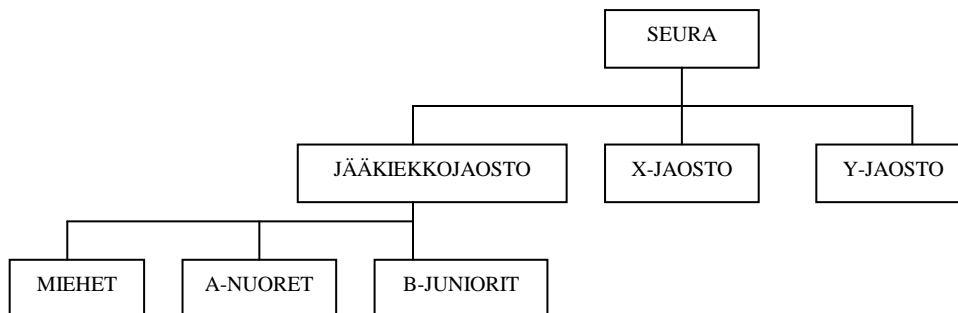 SEURA
JÄÄKIEKKOJAOSTO
X-JAOSTO
Y-JAOSTO
MIEHET
A-NUORET
B-JUNIORIT